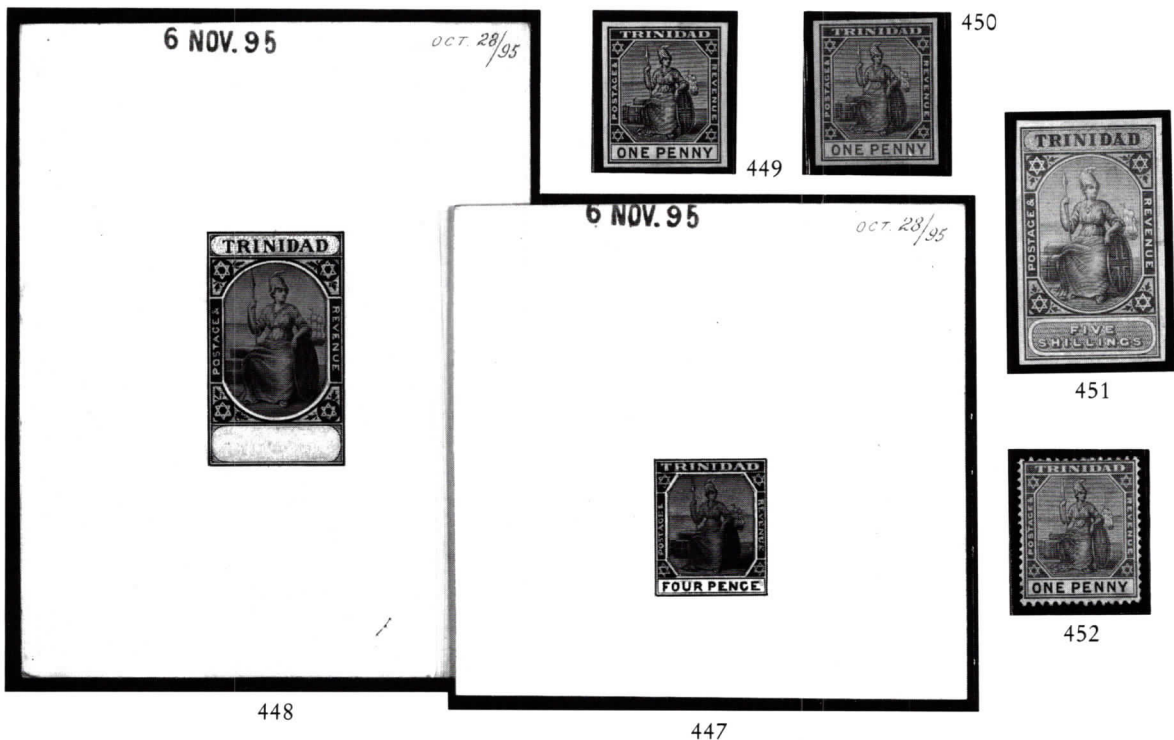 6 NOV. 95
OCT. 28/95
TRINIDAD
POSTAGE &
REVENUE
448
6 NOV. 95
OCT. 28/95
TRINIDAD
POSTAGE &
REVENUE
FOUR PENCE
447
TRINIDAD
POSTAGE &
REVENUE
ONE PENNY
449
TRINIDAD
POSTAGE &
REVENUE
ONE PENNY
450
TRINIDAD
POSTAGE &
REVENUE
FIVE
SHILLINGS
451
TRINIDAD
POSTAGE &
REVENUE
ONE PENNY
452